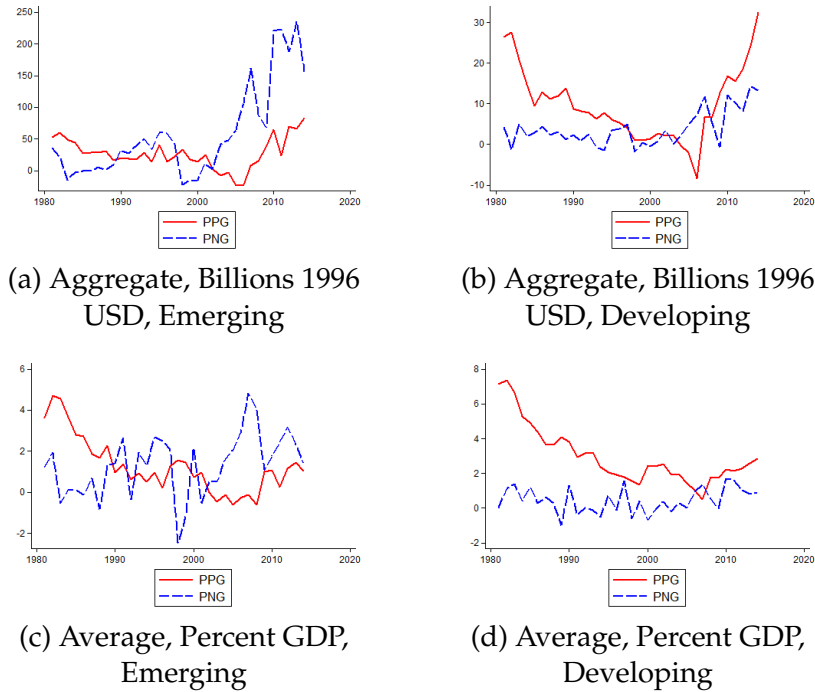 250
200
150
100
50
0
1980
1990
2000
2010
2020
PPG
PNG
(a) Aggregate, Billions 1996
USD, Emerging
30
20
10
0
-10
1980
1990
2000
2010
2020
PPG
PNG
(b) Aggregate, Billions 1996
USD, Developing
6
4
2
0
-2
1980
1990
2000
2010
2020
PPG
PNG
(c) Average, Percent GDP,
Emerging
8
6
4
2
0
-2
1980
1990
2000
2010
2020
PPG
PNG
(d) Average, Percent GDP,
Developing